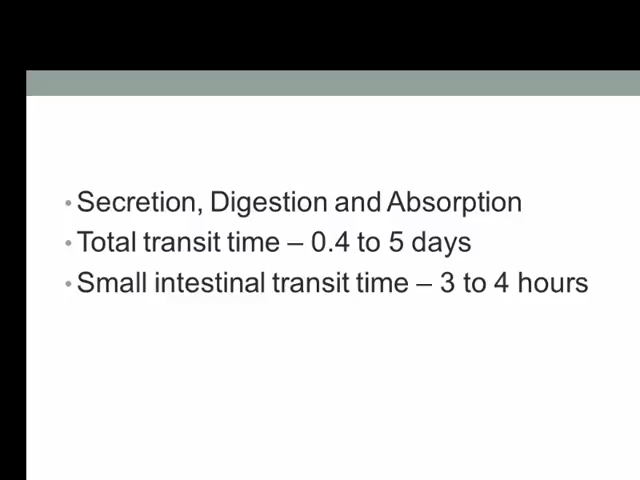 • Secretion, Digestion and Absorption
• Total transit time – 0.4 to 5 days
• Small intestinal transit time – 3 to 4 hours